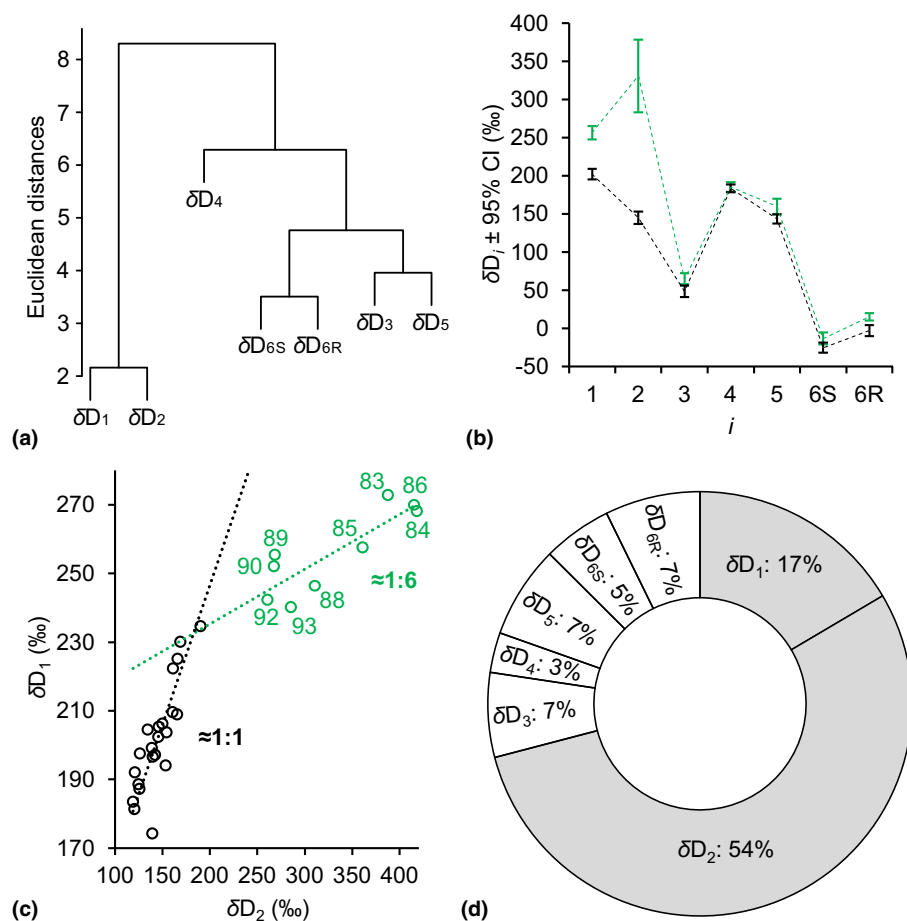 8
7
6
5
4
3
2
Euclidean distances
δD4
δD6S δD6R
δD3 δD5
δD1 δD2
(a)
400
350
300
250
200
150
100
50
0
-50
δDi ± 95% CI (‰)
1 2 3 4 5 6S 6R
i
(b)
270
250
230
210
190
170
δD1 (‰)
83 86
85 84
89
90
88
92 93
≈1:6
≈1:1
100 150 200 250 300 350 400
δD2 (‰)
(c)
δD1: 17%
δD2: 54%
δD3: 7%
δD4: 3%
δD5: 7%
δD6S: 5%
δD6R: 7%
(d)